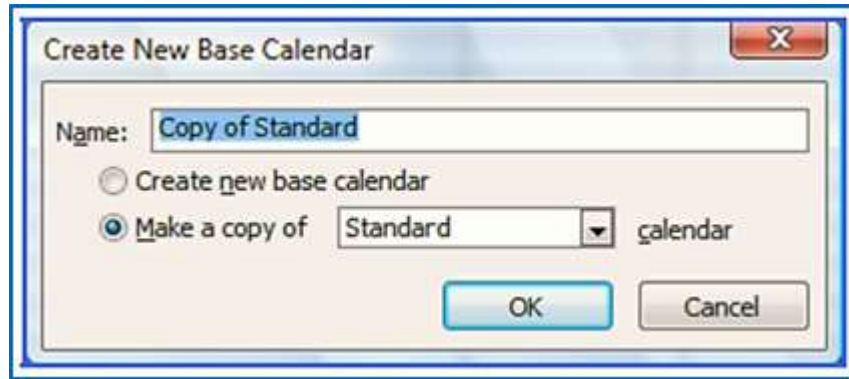 Create New Base Calendar
Name: Copy of Standard
Create new base calendar
Make a copy of Standard calendar
OK Cancel